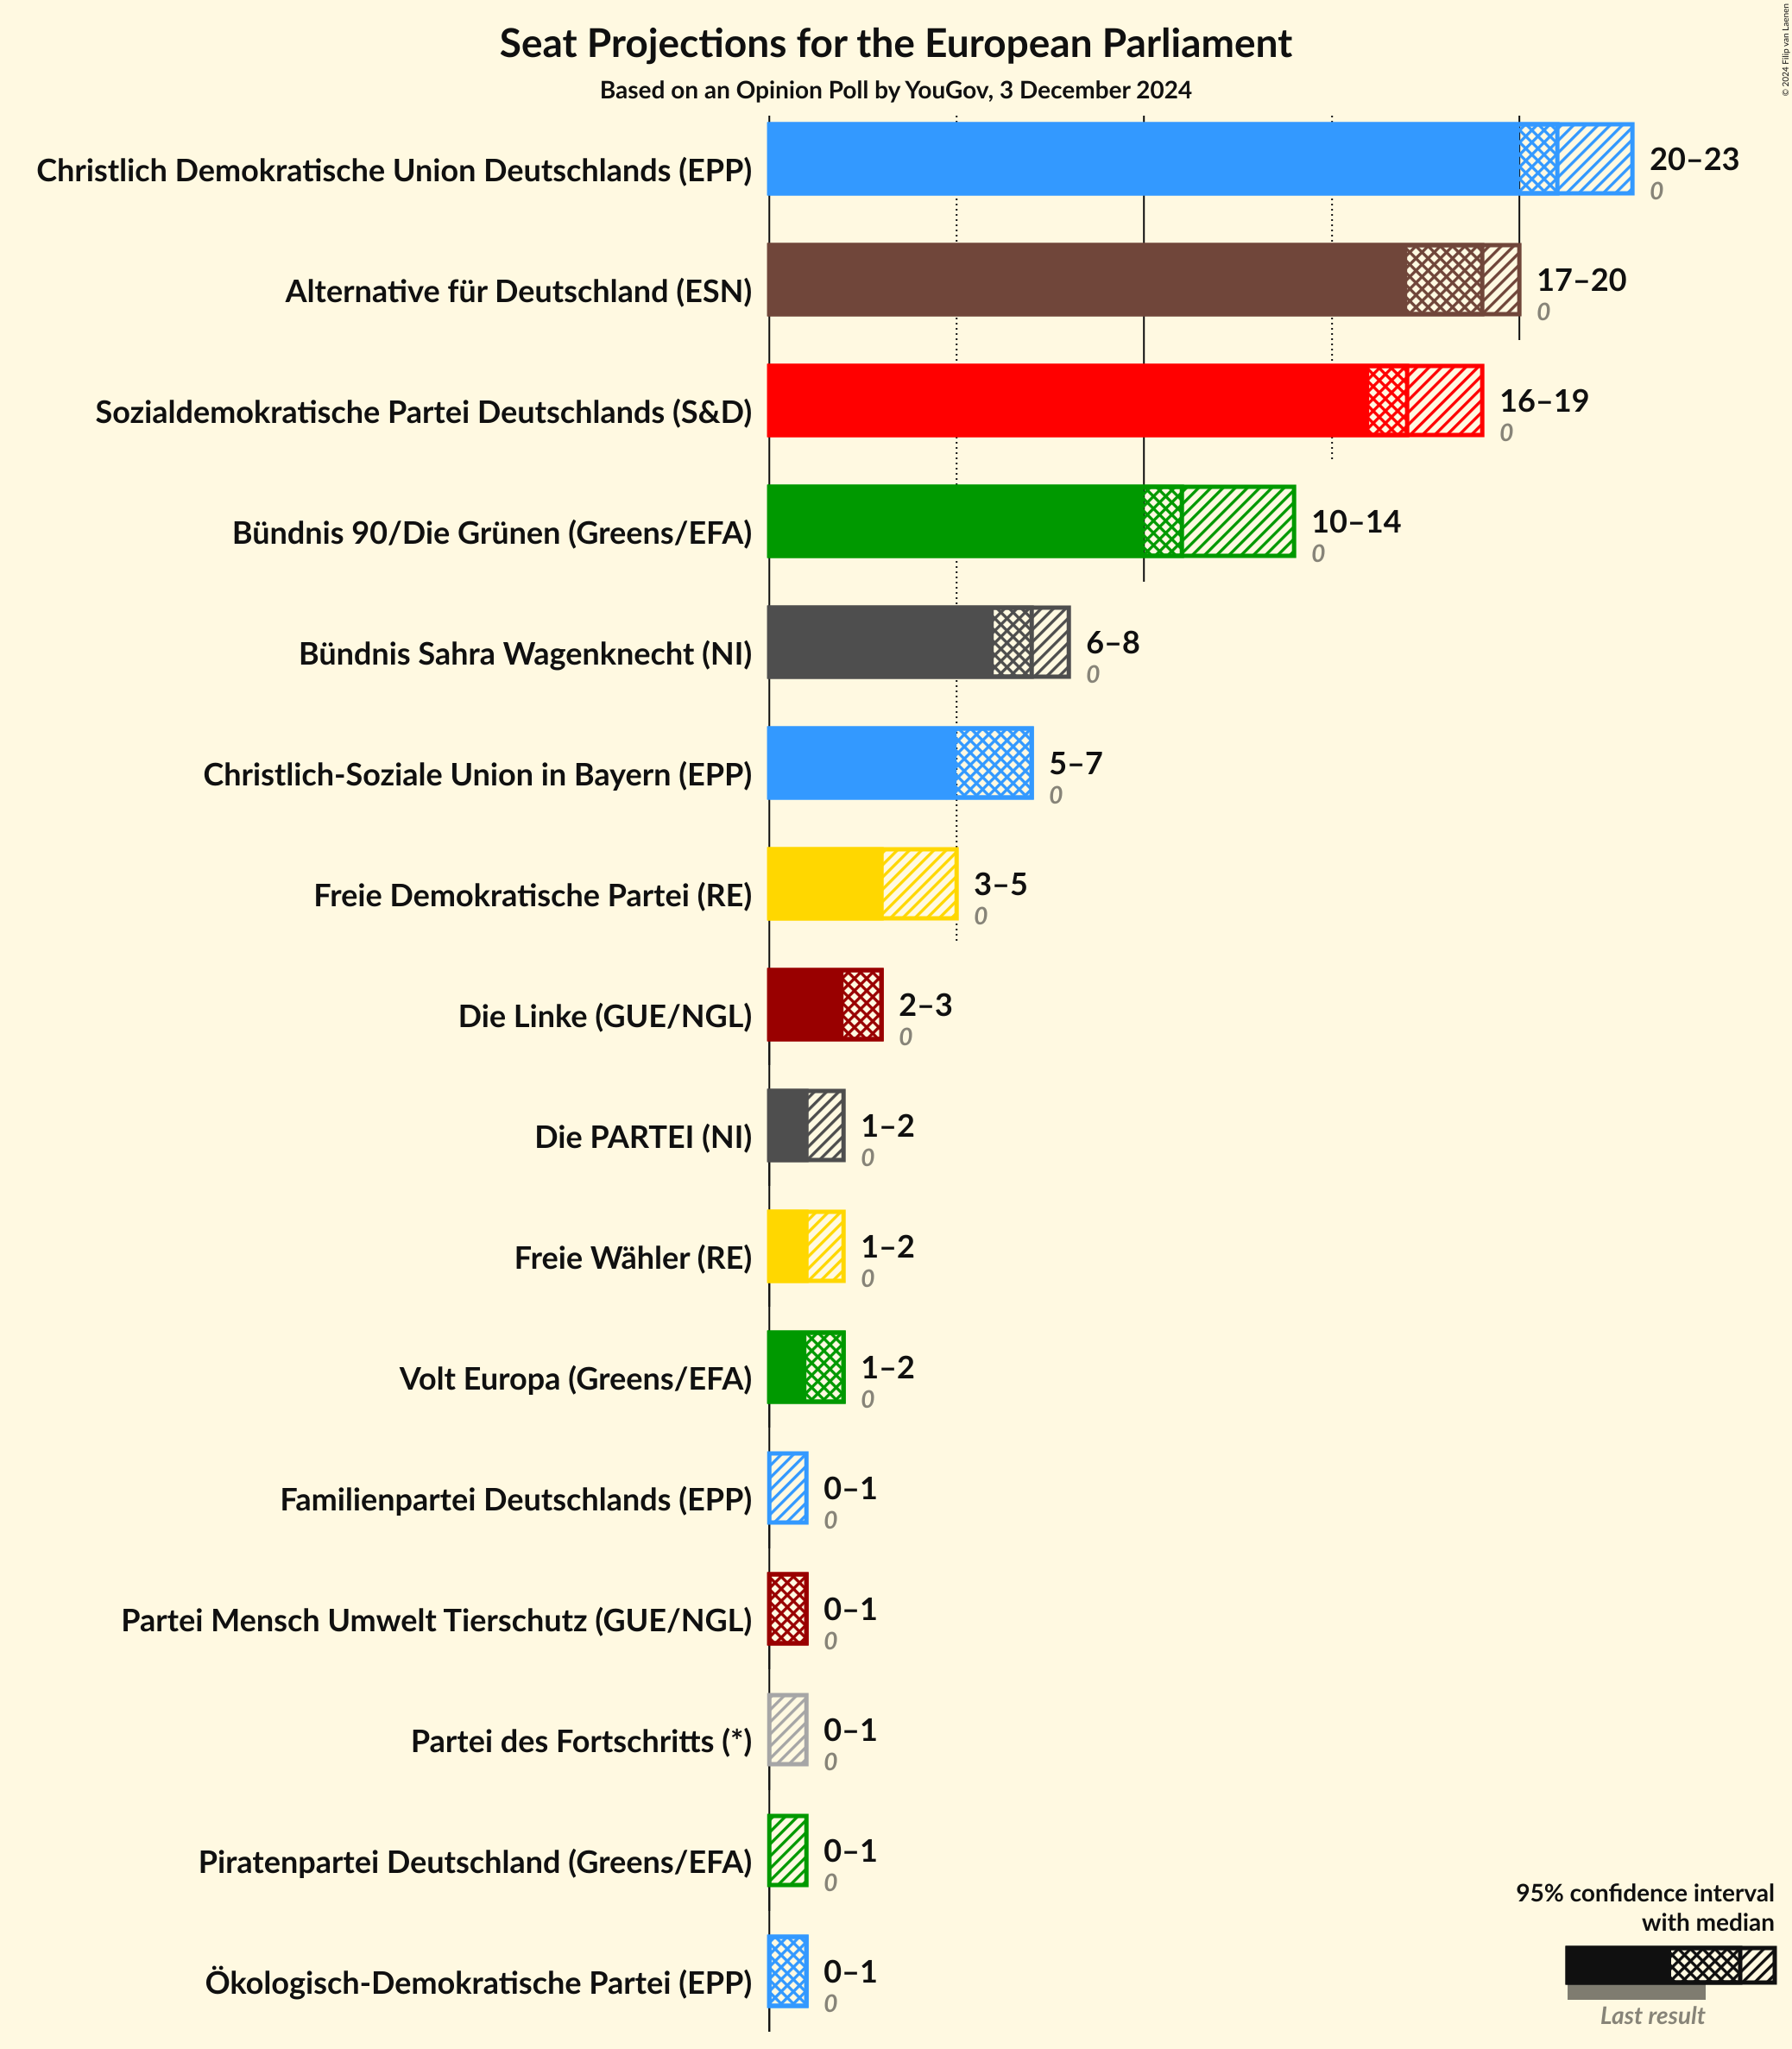 Seat Projections for the European Parliament
Based on an Opinion Poll by YouGov, 3 December 2024
© 2024 Filip van Laenen
Christlich Demokratische Union Deutschlands (EPP)
20–23
0
Alternative für Deutschland (ESN)
17–20
0
Sozialdemokratische Partei Deutschlands (S&D)
16–19
0
Bündnis 90/Die Grünen (Greens/EFA)
10–14
0
Bündnis Sahra Wagenknecht (NI)
6–8
0
Christlich-Soziale Union in Bayern (EPP)
5–7
0
Freie Demokratische Partei (RE)
3–5
0
Die Linke (GUE/NGL)
2–3
0
Die PARTEI (NI)
1–2
0
Freie Wähler (RE)
1–2
0
Volt Europa (Greens/EFA)
1–2
0
Familienpartei Deutschlands (EPP)
0–1
0
Partei Mensch Umwelt Tierschutz (GUE/NGL)
0–1
0
Partei des Fortschritts (*)
0–1
0
Piratenpartei Deutschland (Greens/EFA)
0–1
0
Ökologisch-Demokratische Partei (EPP)
0–1
0
95% confidence interval
with median
Last result